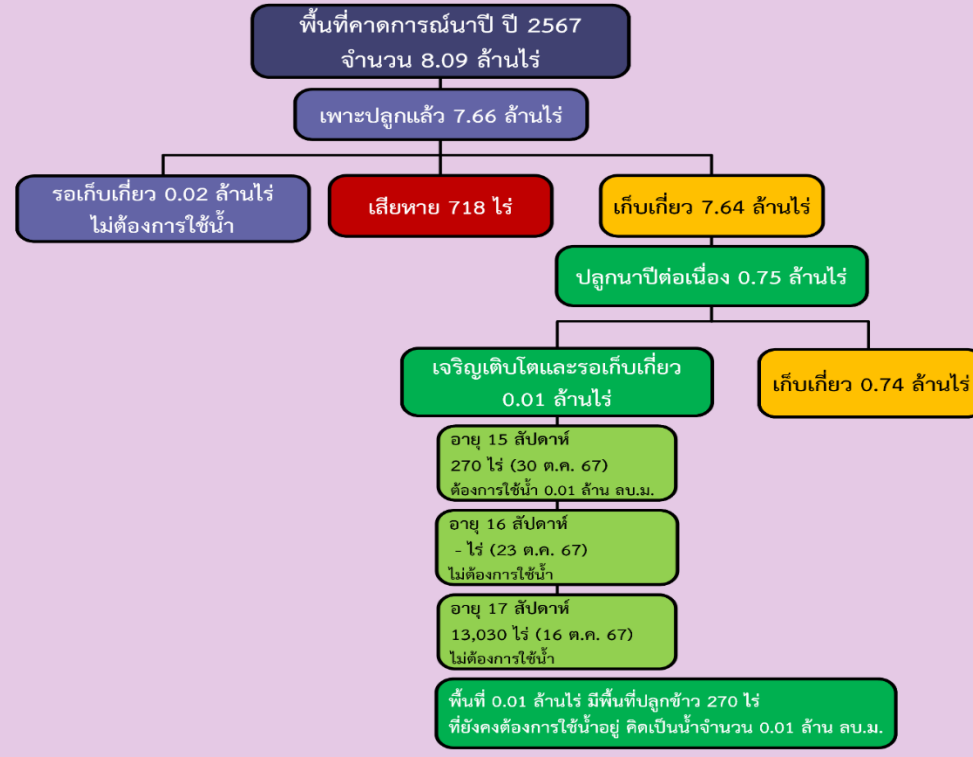 พื้นที่คาดการณ์นาปี ปี 2567
จำนวน 8.09 ล้านไร่
เพาะปลูกแล้ว 7.66 ล้านไร่
รอเก็บเกี่ยว 0.02 ล้านไร่
ไม่ต้องการใช้น้ำ
เสียหาย 718 ไร่
เก็บเกี่ยว 7.64 ล้านไร่
ปลูกนาปีต่อเนื่อง 0.75 ล้านไร่
เจริญเติบโตและรอเก็บเกี่ยว
0.01 ล้านไร่
เก็บเกี่ยว 0.74 ล้านไร่
อายุ 15 สัปดาห์
270 ไร่ (30 ต.ค. 67)
ต้องการใช้น้ำ 0.01 ล้าน ลบ.ม.
อายุ 16 สัปดาห์
- ไร่ (23 ต.ค. 67)
ไม่ต้องการใช้น้ำ
อายุ 17 สัปดาห์
13,030 ไร่ (16 ต.ค. 67)
ไม่ต้องการใช้น้ำ
พื้นที่ 0.01 ล้านไร่ มีพื้นที่ปลูกข้าว 270 ไร่
ที่ยังคงต้องการใช้น้ำอยู่ คิดเป็นน้ำจำนวน 0.01 ล้าน ลบ.ม.